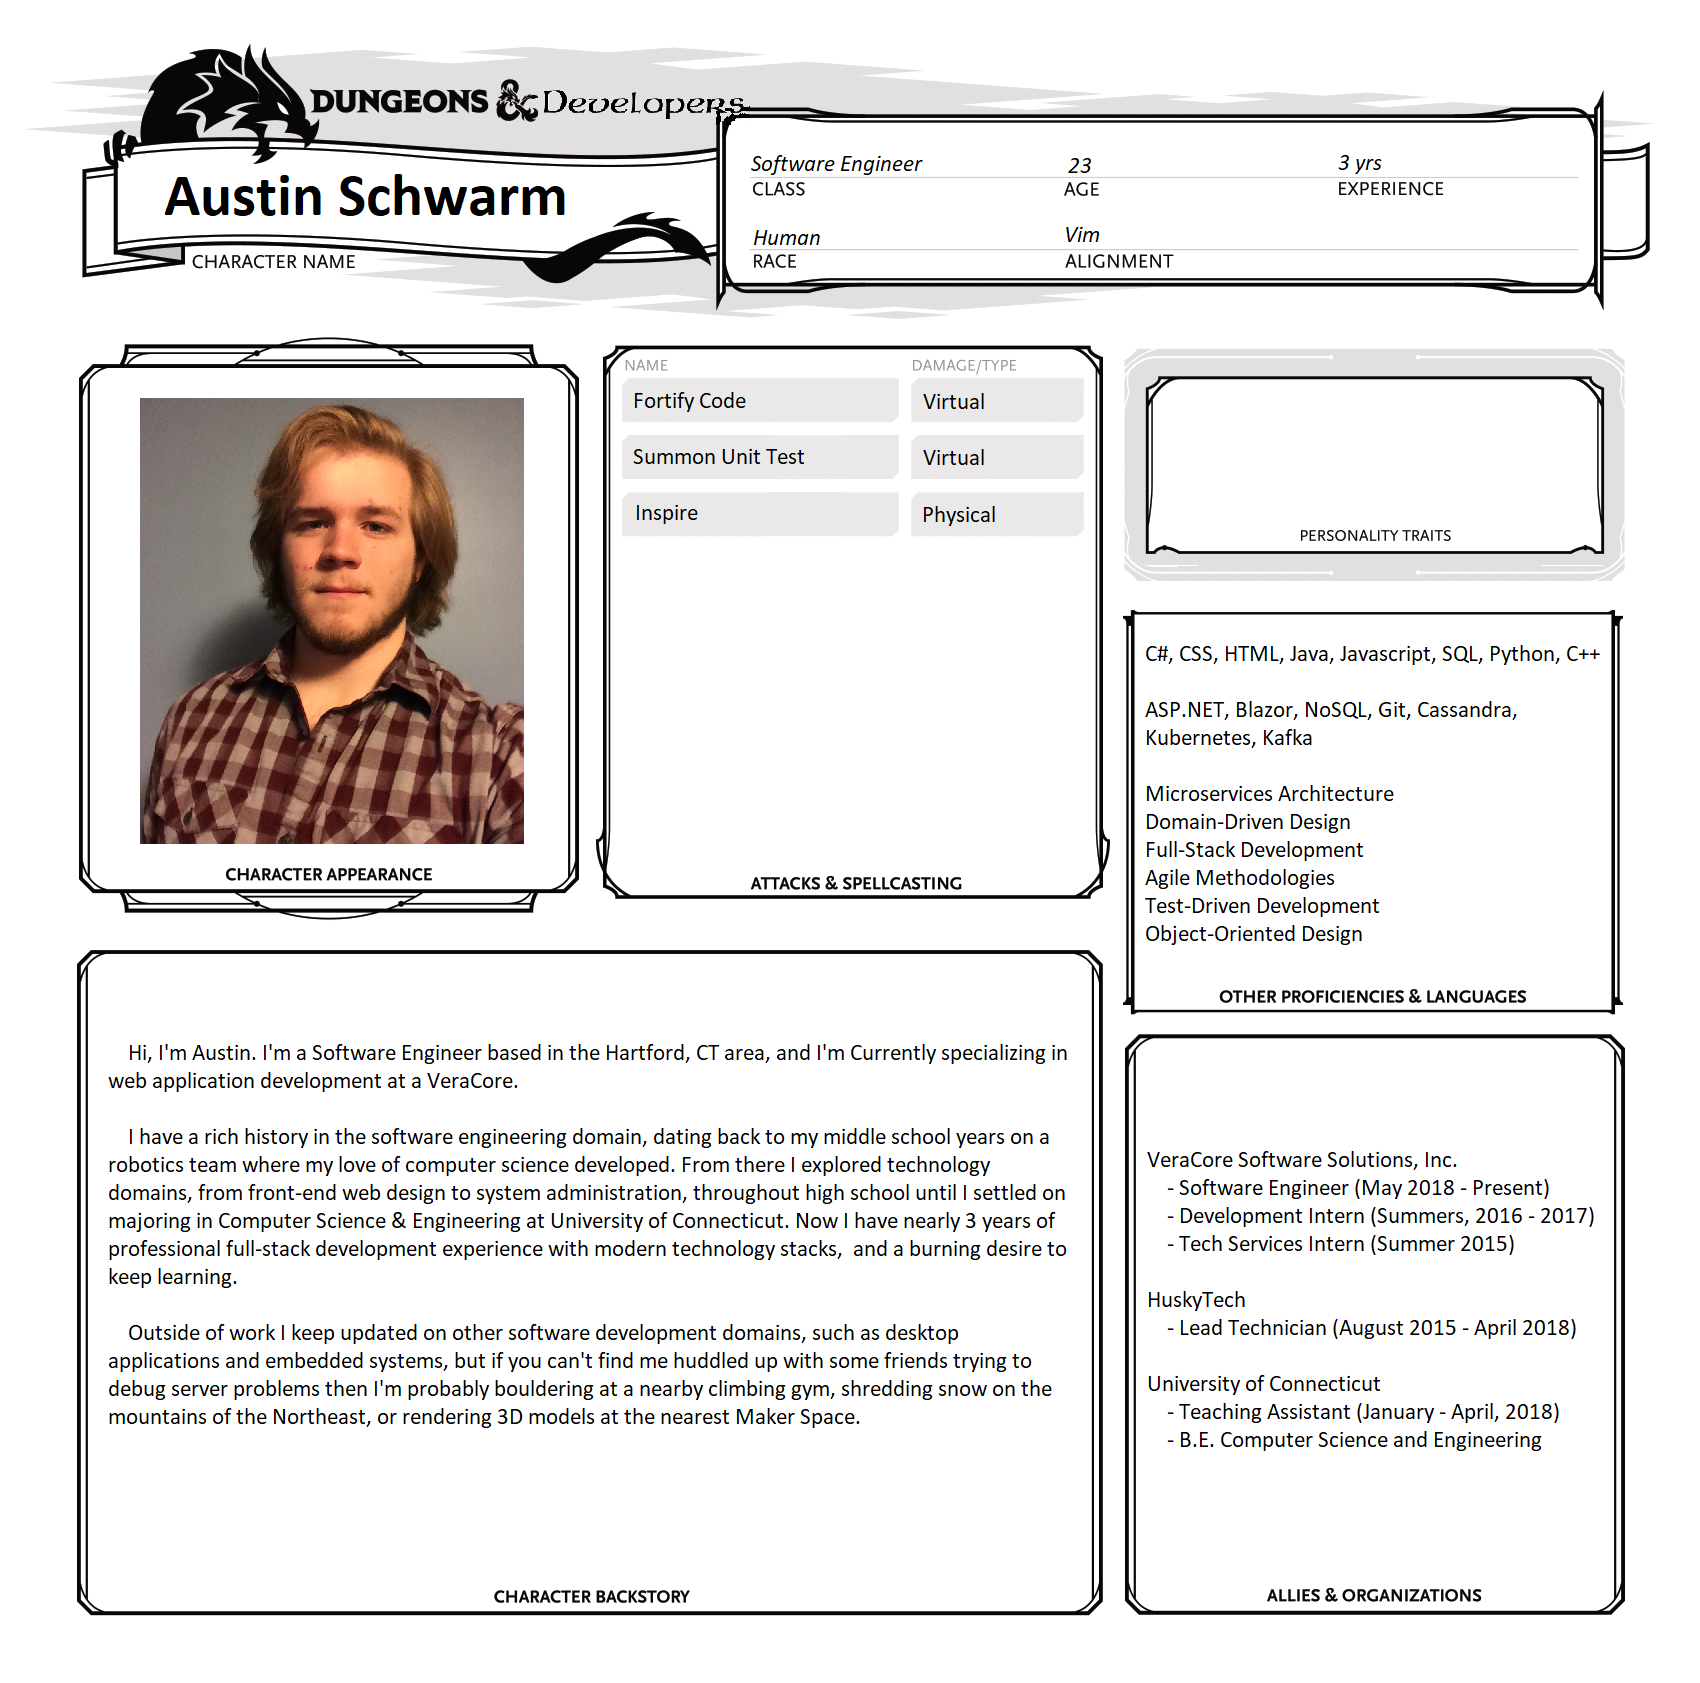 DUNGEONS & Developers
Austin Schwarm
CHARACTER NAME
Software Engineer 23 3 yrs
CLASS AGE EXPERIENCE
Human Vim
RACE ALIGNMENT
CHARACTER APPEARANCE
NAME DAMAGE/TYPE
Fortify Code Virtual
Summon Unit Test Virtual
Inspire Physical
ATTACKS & SPELLCASTING
PERSONALITY TRAITS
C#, CSS, HTML, Java, Javascript, SQL, Python, C++
ASP.NET, Blazor, NoSQL, Git, Cassandra,
Kubernetes, Kafka
Microservices Architecture
Domain-Driven Design
Full-Stack Development
Agile Methodologies
Test-Driven Development
Object-Oriented Design
OTHER PROFICIENCIES & LANGUAGES
Hi, I'm Austin. I'm a Software Engineer based in the Hartford, CT area, and I'm Currently specializing in
web application development at a VeraCore.
I have a rich history in the software engineering domain, dating back to my middle school years on a
robotics team where my love of computer science developed. From there I explored technology
domains, from front-end web design to system administration, throughout high school until I settled on
majoring in Computer Science & Engineering at University of Connecticut. Now I have nearly 3 years of
professional full-stack development experience with modern technology stacks,  and a burning desire to
keep learning.
Outside of work I keep updated on other software development domains, such as desktop
applications and embedded systems, but if you can't find me huddled up with some friends trying to
debug server problems then I'm probably bouldering at a nearby climbing gym, shredding snow on the
mountains of the Northeast, or rendering 3D models at the nearest Maker Space.
CHARACTER BACKSTORY
VeraCore Software Solutions, Inc.
- Software Engineer (May 2018 - Present)
- Development Intern (Summers, 2016 - 2017)
- Tech Services Intern (Summer 2015)
HuskyTech
- Lead Technician (August 2015 - April 2018)
University of Connecticut
- Teaching Assistant (January - April, 2018)
- B.E. Computer Science and Engineering
ALLIES & ORGANIZATIONS